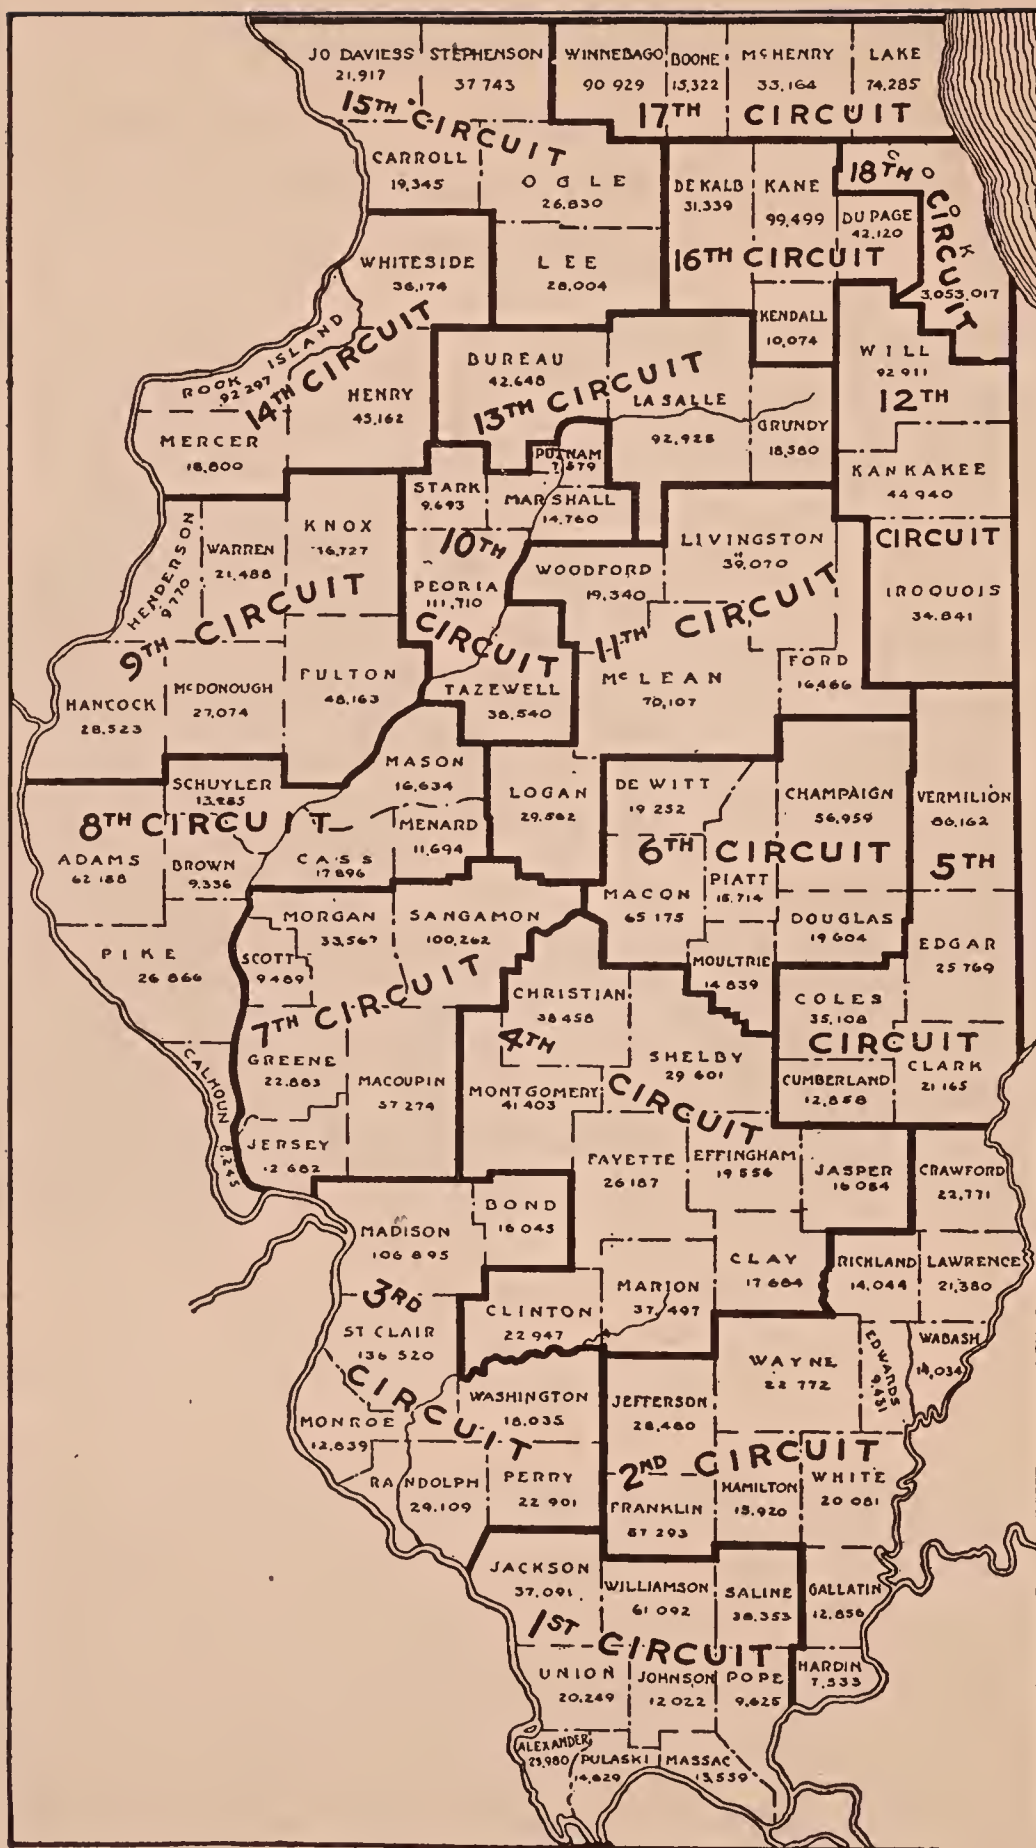 JO DAVIESS
21,917
STEPHENSON
37 743
WINNEBAGO
90 929
BOONE
15,322
McHENRY
33,164
LAKE
74,285
15TH CIRCUIT
17TH CIRCUIT
CARROLL
19,345
OGLE
26,830
DE KALB
31,339
KANE
99,499
COOK
3,053,017
18TH CIRCUIT
DU PAGE
42,120
16TH CIRCUIT
WHITESIDE
36,174
LEE
28,004
KENDALL
10,074
ROCK ISLAND
92 297
14TH CIRCUIT
HENRY
45,162
MERCER
18,800
BUREAU
42,648
13TH CIRCUIT
LA SALLE
92,925
GRUNDY
18,580
WILL
92 911
12TH
CIRCUIT
KANKAKEE
44 940
IROQUOIS
34,841
PUTNAM
7,579
STARK
9,693
MARSHALL
14,760
10TH
CIRCUIT
PEORIA
111,710
TAZEWELL
38,540
KNOX
WARREN
21,488
HENDERSON
9 770
9TH CIRCUIT
FULTON
48,163
McDONOUGH
27,074
HANCOCK
28,523
WOODFORD
19,340
LIVINGSTON
39,070
11TH CIRCUIT
McLEAN
70,107
FORD
16,466
LOGAN
29,562
MASON
16,634
MENARD
11,694
SCHUYLER
13,285
8TH CIRCUIT
ADAMS
62 188
BROWN
9,336
CASS
17 896
PIKE
26 866
CALHOUN
8,245
DE WITT
19 252
CHAMPAIGN
56,959
6TH CIRCUIT
MACON
65 175
PIATT
15,714
DOUGLAS
19 604
MOULTRIE
14 839
VERMILION
86,162
5TH
CIRCUIT
EDGAR
25 769
COLES
35,108
CUMBERLAND
12,858
CLARK
21 165
MORGAN
33,567
SANGAMON
100,262
SCOTT
9489
7TH CIRCUIT
GREENE
22,883
MACOUPIN
57 274
JERSEY
12 682
CHRISTIAN
38 458
4TH
CIRCUIT
MONTGOMERY
41 403
SHELBY
29 601
FAYETTE
26 187
EFFINGHAM
19 556
JASPER
16 064
CLAY
17 684
MARION
37,497
CLINTON
22 947
BOND
16 045
MADISON
106 895
3RD
CIRCUIT
ST CLAIR
136 520
MONROE
12,839
WASHINGTON
18,035
RANDOLPH
29,109
PERRY
22 901
CRAWFORD
22,771
RICHLAND
14,044
LAWRENCE
21,380
WABASH
14,034
EDWARDS
9,431
WAYNE
22 772
JEFFERSON
28,480
2ND CIRCUIT
FRANKLIN
57 293
HAMILTON
15,920
WHITE
20 081
GALLATIN
12,856
HARDIN
7,533
JACKSON
37,091
WILLIAMSON
61 092
SALINE
38,353
1ST CIRCUIT
UNION
20,249
JOHNSON
12 022
POPE
9,625
ALEXANDER
23,980
PULASKI
14,629
MASSAC
13,559